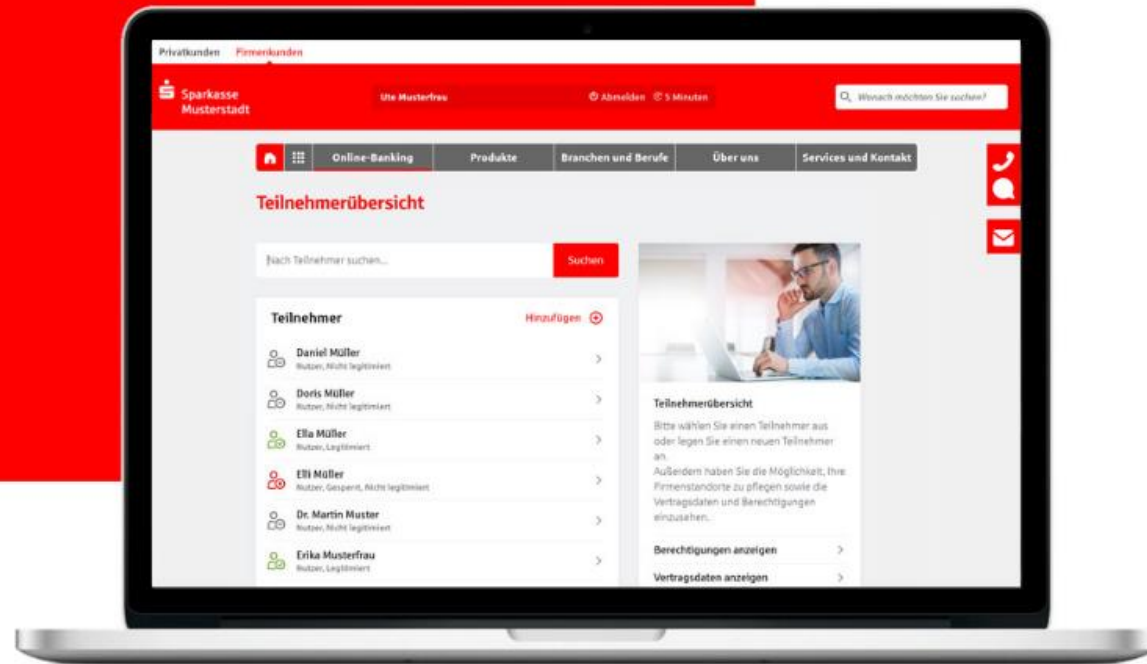 Privatkunden Firmenkunden
Sparkasse
Musterstadt
Ute Musterfrau
Abmelden 5 Minuten
Wonach möchten Sie suchen?
Online-Banking Produkte Branchen und Berufe Über uns Services und Kontakt
Teilnehmerübersicht
Nach Teilnehmer suchen...
Suchen
Teilnehmer
Hinzufügen
Daniel Müller
Nutzer, Nicht legitimiert
Doris Müller
Nutzer, Nicht legitimiert
Ella Müller
Nutzer, Legitimiert
Elli Müller
Nutzer, Gesperrt, Nicht legitimiert
Dr. Martin Muster
Nutzer, Nicht legitimiert
Erika Musterfrau
Nutzer, Legitimiert
Teilnehmerübersicht
Bitte wählen Sie einen Teilnehmer aus
oder legen Sie einen neuen Teilnehmer
an.
Außerdem haben Sie die Möglichkeit, Ihre
Firmenstandorte zu pflegen sowie die
Vertragsdaten und Berechtigungen
einzusehen.
Berechtigungen anzeigen
Vertragsdaten anzeigen